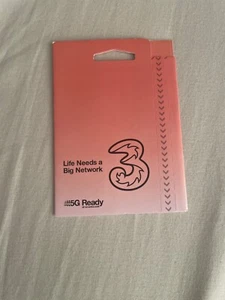 Life Needs a
Big Network
3
5G Ready